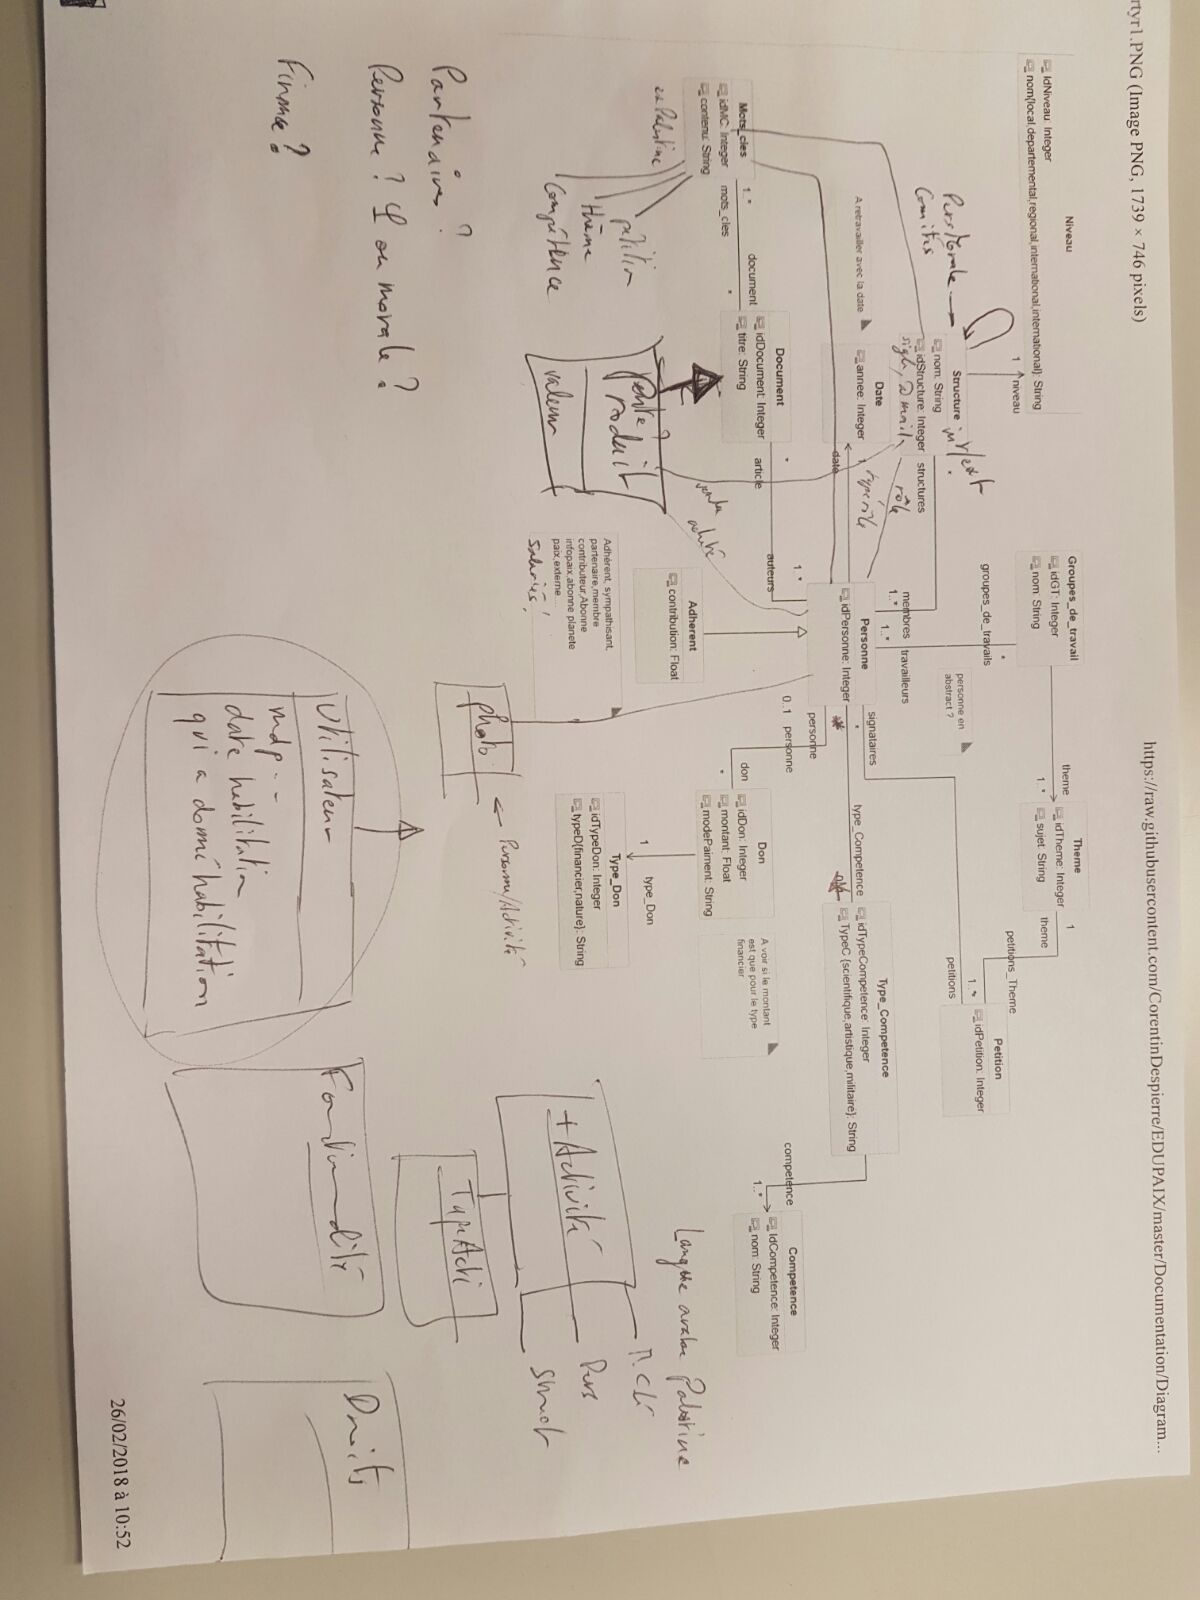 rtyr1.PNG (Image PNG, 1739 × 746 pixels)
https://raw.githubusercontent.com/CorentinDespierre/EDUPAIX/master/Documentation/Diagram...
Niveau
IdNiveau: Integer
nom{local,departemental,regional,international,international}: String
1
niveau
Groupes_de_travail
idGT: Integer
nom: String
theme
1..*
Theme
idTheme: Integer
sujet: String
1
theme
petitions_Theme
Petition
idPetition: Integer
1..*
petitions
*
groupes_de_travails
personne en
abstract ?
Pers Morale
Comités
int/ext
Structure
nom: String
idStructure: Integer
structures
sigle, @ mail
rôle
type rôle
membres
1..*
travailleurs
1..*
A retravailler avec la date
Date
annee: Integer
1
date
Personne
idPersonne: Integer
signataires
*
type_Competence
Type_Competence
idTypeCompetence: Integer
TypeC {scientifique,artistique,militaire}: String
personne
0..1
personne
competence
1..*
Competence
IdCompetence: Integer
nom: String
1..*
auteurs
Document
idDocument: Integer
titre: String
*
article
Mots_cles
idMC: Integer
contenu: String
1..*
mots_cles
document
*
don
*
Don
idDon: Integer
montant: Float
modePaiment: String
A voir si le montant
est que pour le type
financier
Adherent
contribution: Float
acheté
1
type_Don
Type_Don
idTypeDon: Integer
typeD{financier,nature}: String
Adhérent, sympathisant,
partenaire,membre
contributeur,Abonne
infopaix,abonne planete
paix,externe...
salariés!
ex Palestine
pétition
thème
compétence
vente?
produit
valeur
Langue arabe Palestine
+ Activité
M.Clé
Pers
struct
Type Acti
photo
Personne/Activité
Partenaires ?
Personne ? φ ou morale ?
Finance ?
Utilisateur
mdp . . -
date habilitation
qui a donné habilitation
Fonctionnalité
Droits
26/02/2018 à 10:52